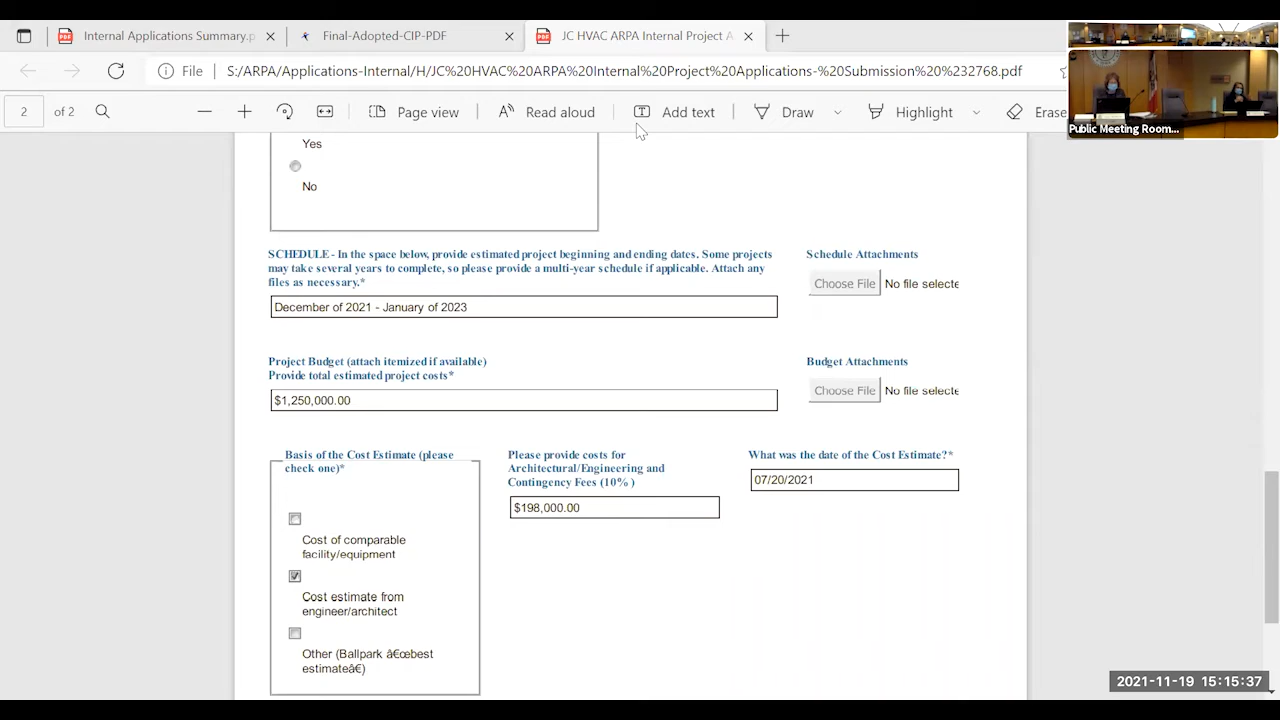 Internal Applications Summary.p
Final-Adopted-CIP-PDF
JC HVAC ARPA Internal Project A
File
S:/ARPA/Applications-Internal/H/JC%20HVAC%20ARPA%20Internal%20Project%20Applications-%20Submission%20%232768.pdf
2 of 2
Page view
Read aloud
Add text
Draw
Highlight
Erase
Public Meeting Room...
Yes
No
SCHEDULE - In the space below, provide estimated project beginning and ending dates. Some projects
may take several years to complete, so please provide a multi-year schedule if applicable. Attach any
files as necessary.*
Schedule Attachments
Choose File No file selecte
December of 2021 - January of 2023
Project Budget (attach itemized if available)
Provide total estimated project costs*
Budget Attachments
Choose File No file selecte
$1,250,000.00
Basis of the Cost Estimate (please
check one)*
Please provide costs for
Architectural/Engineering and
Contingency Fees (10% )
$198,000.00
What was the date of the Cost Estimate?*
07/20/2021
Cost of comparable
facility/equipment
Cost estimate from
engineer/architect
Other (Ballpark â€œbest
estimateâ€)
2021-11-19 15:15:37